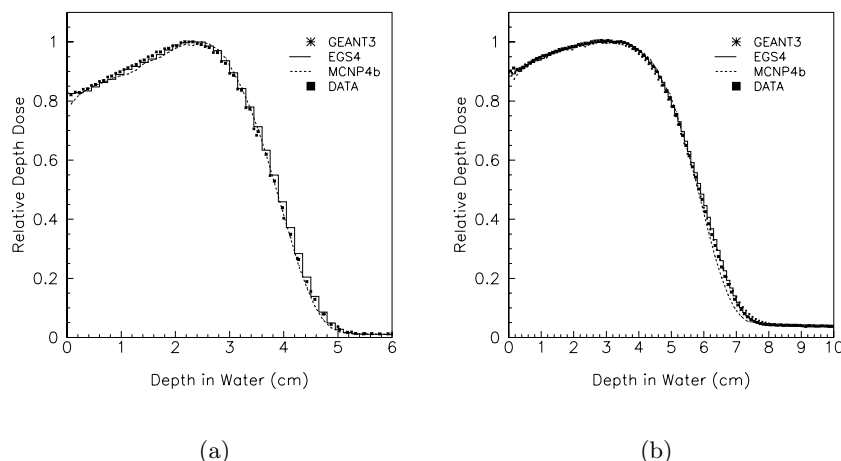 Relative Depth Dose
1
0.8
0.6
0.4
0.2
0
0 1 2 3 4 5 6
Depth in Water (cm)
GEANT3
EGS4
MCNP4b
DATA
(a)
Relative Depth Dose
1
0.8
0.6
0.4
0.2
0
0 1 2 3 4 5 6 7 8 9 10
Depth in Water (cm)
GEANT3
EGS4
MCNP4b
DATA
(b)